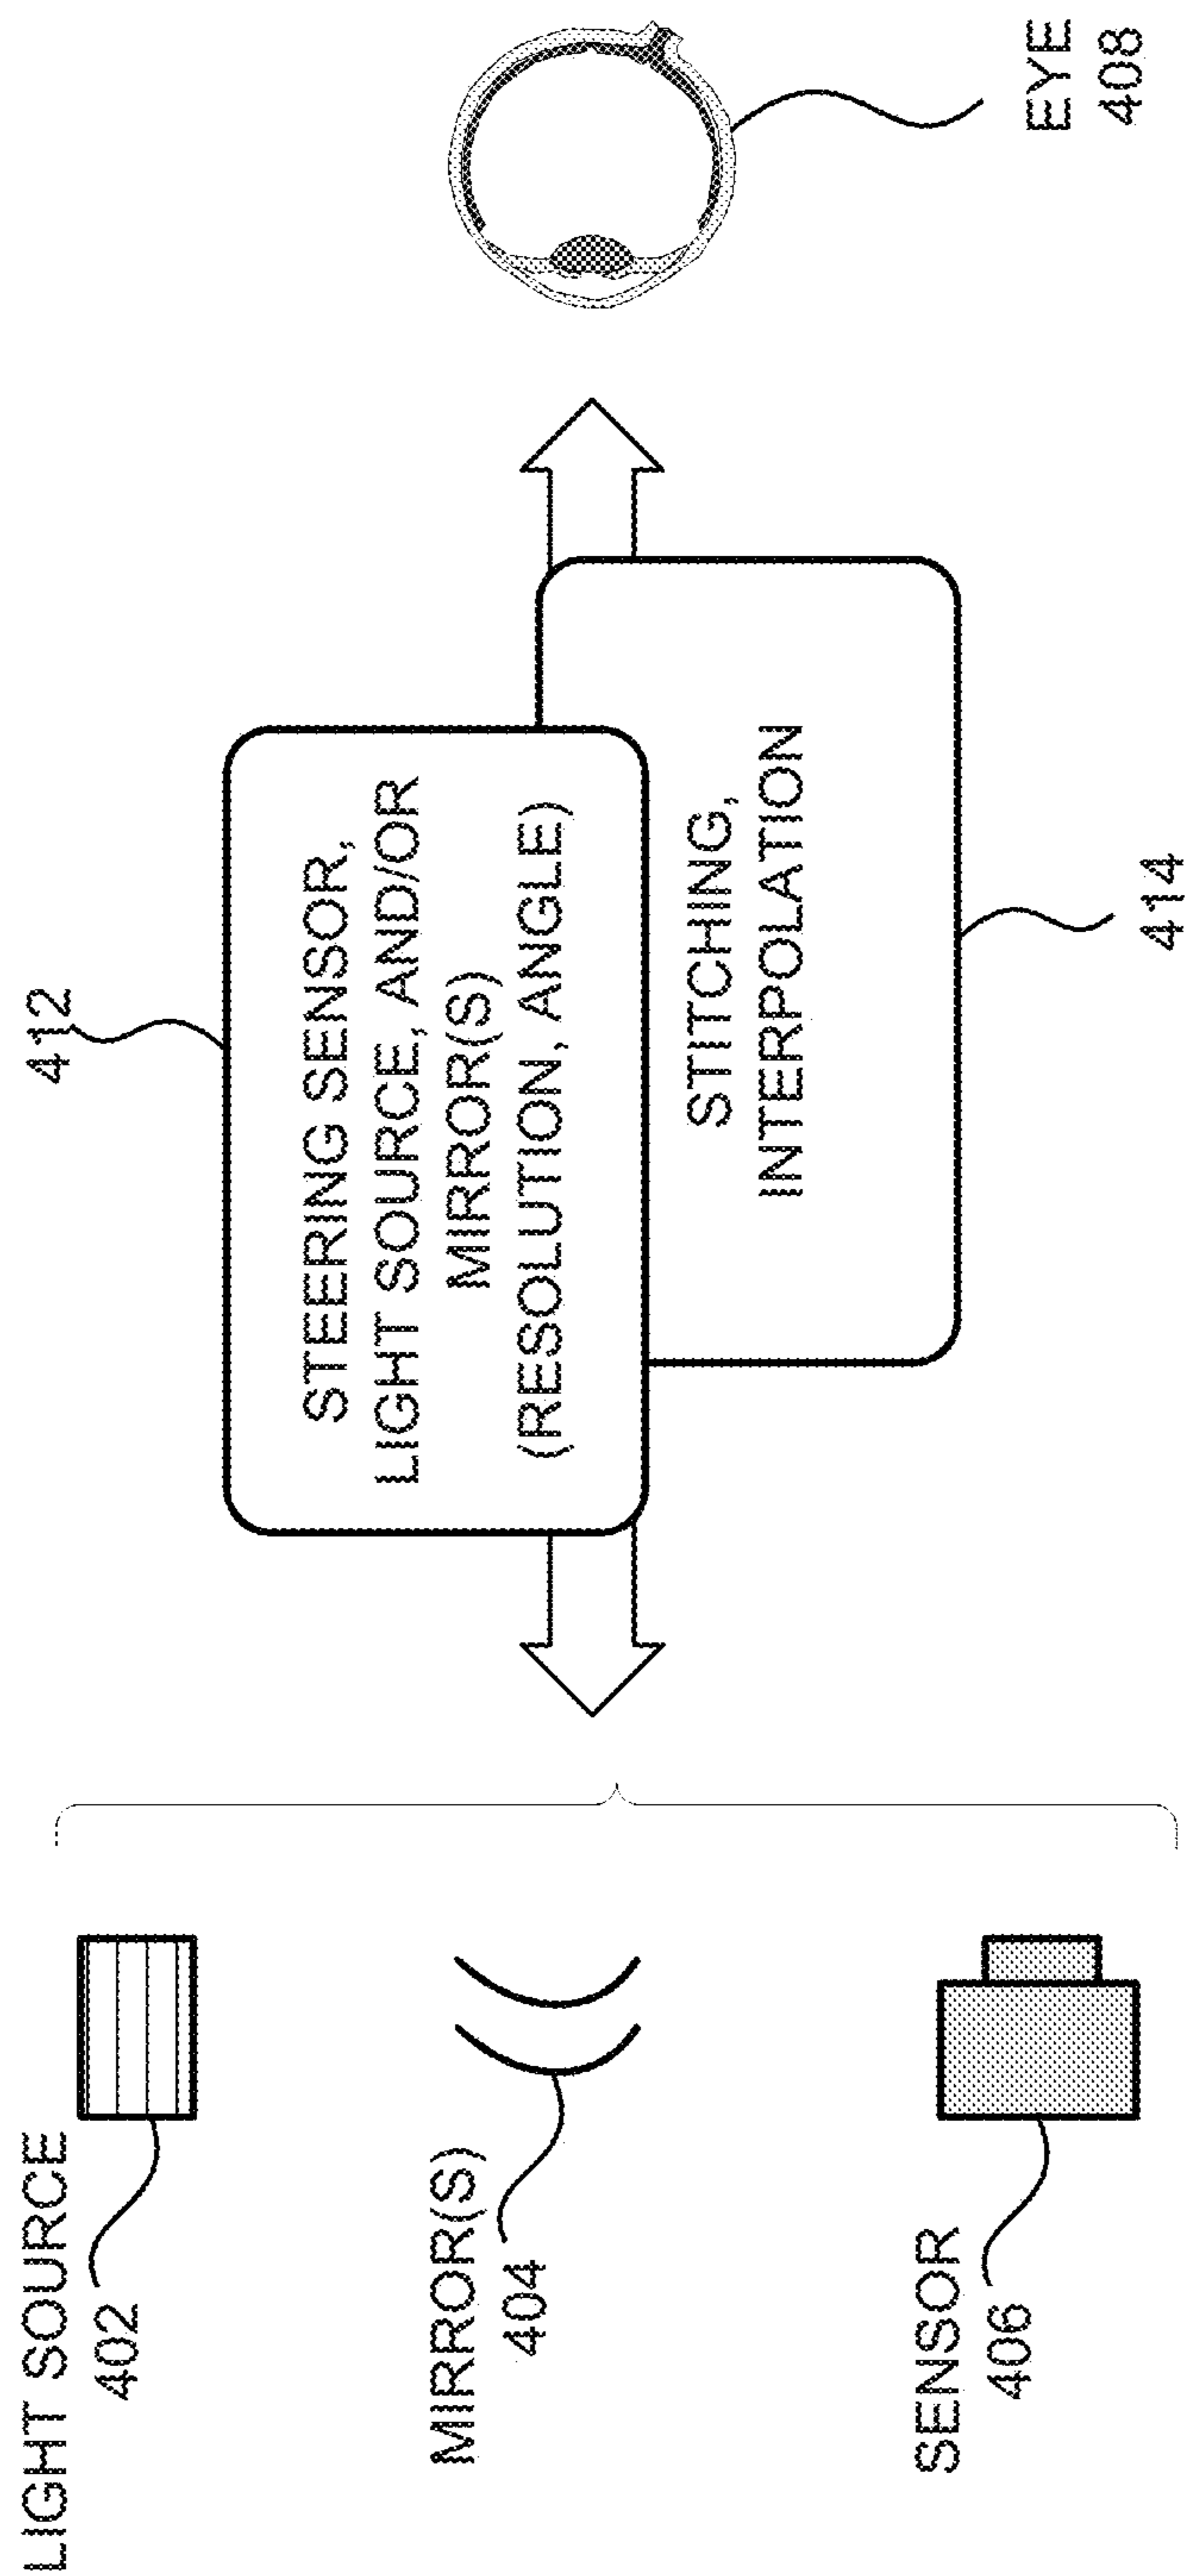 LIGHT SOURCE
402
MIRROR(S)
404
SENSOR
406
412
STEERING SENSOR,
LIGHT SOURCE, AND/OR
MIRROR(S)
(RESOLUTION, ANGLE)
STITCHING,
INTERPOLATION
414
EYE
408